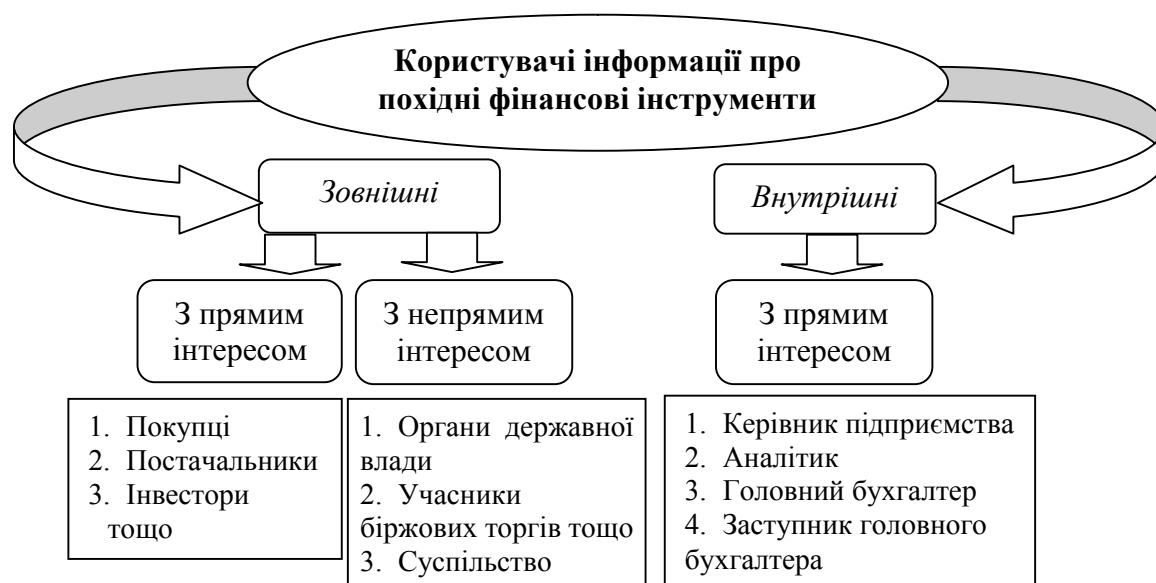 Користувачі інформації про
похідні фінансові інструменти
Зовнішні
Внутрішні
З прямим
інтересом
З непрямим
інтересом
З прямим
інтересом
1. Покупці
2. Постачальники
3. Інвестори
тощо
1. Органи державної
влади
2. Учасники
біржових торгів тощо
3. Суспільство
1. Керівник підприємства
2. Аналітик
3. Головний бухгалтер
4. Заступник головного
бухгалтера